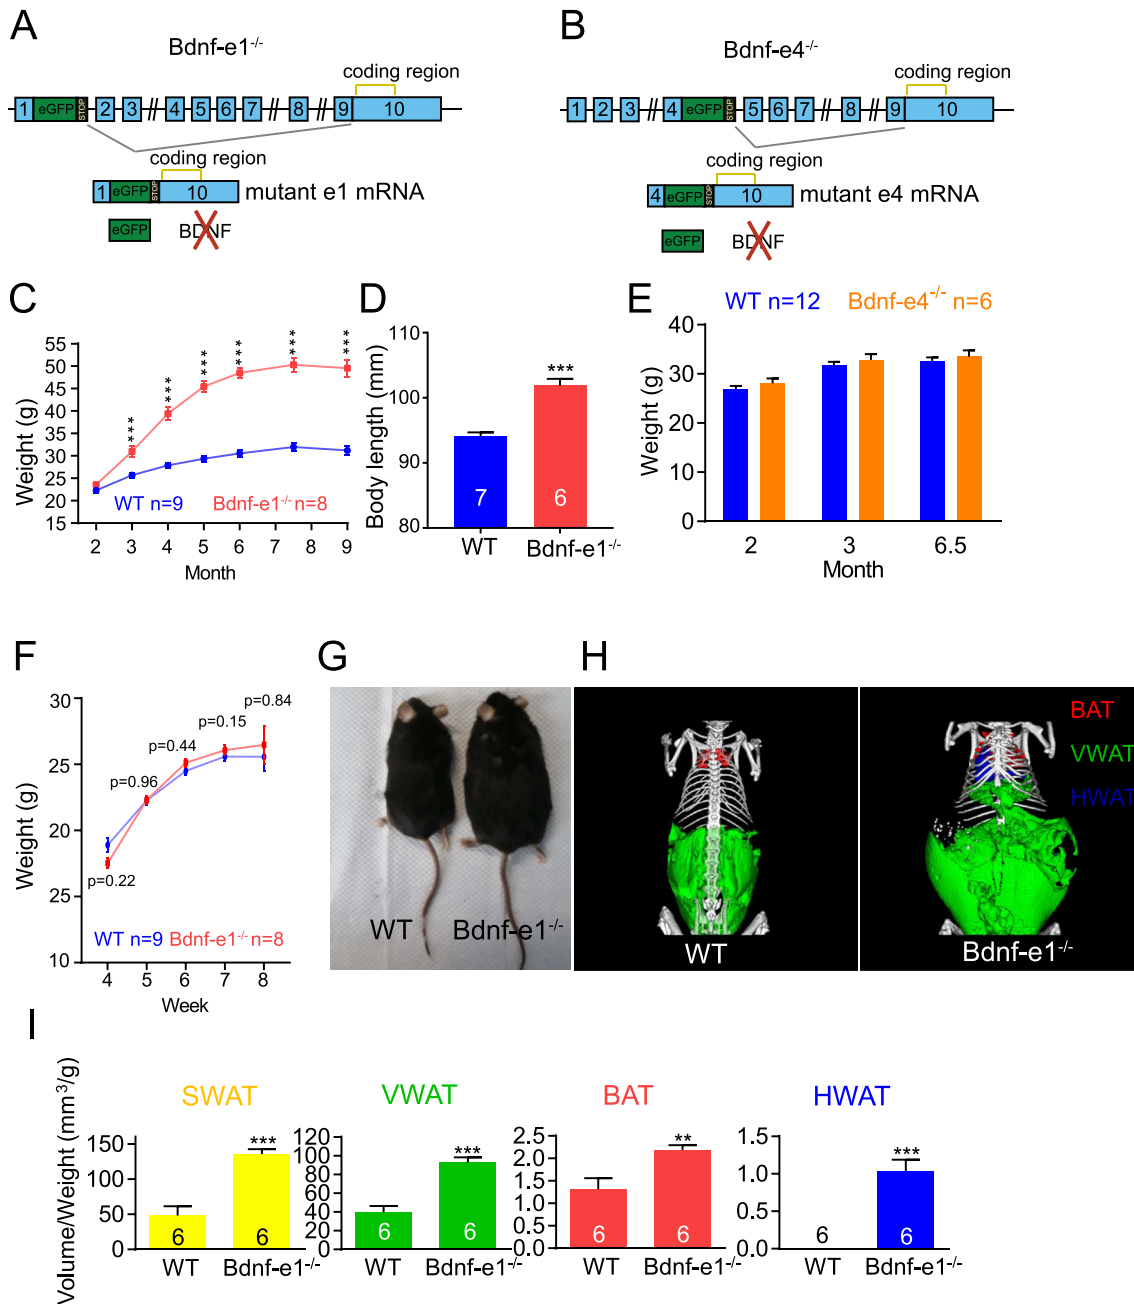 A
Bdnf-e1-/-
coding region
1 eGFP STOP 2 3 // 4 5 6 7 // 8 // 9 10
coding region
1 eGFP STOP 10 mutant e1 mRNA
eGFP BDNF
B
Bdnf-e4-/-
coding region
1 2 3 // 4 eGFP STOP 5 6 7 // 8 // 9 10
coding region
4 eGFP STOP 10 mutant e4 mRNA
eGFP BDNF
C
Weight (g)
55
50
45
40
35
30
25
20
15
*** *** *** *** *** ***
WT n=9 Bdnf-e1-/- n=8
2 3 4 5 6 7 8 9
Month
D
Body length (mm)
110
100
90
80
***
7 6
WT Bdnf-e1-/-
E
WT n=12 Bdnf-e4-/- n=6
Weight (g)
40
30
20
10
0
2 3 6.5
Month
F
Weight (g)
30
25
20
25
10
p=0.22
p=0.96
p=0.44
p=0.15
p=0.84
WT n=9 Bdnf-e1-/- n=8
4 5 6 7 8
Week
G
WT Bdnf-e1-/-
H
WT
BAT
VWAT
HWAT
Bdnf-e1-/-
I
Volume/Weight (mm3/g)
SWAT
150
100
50
0
***
6 6
WT Bdnf-e1-/-
VWAT
120
100
80
60
40
20
0
***
6 6
WT Bdnf-e1-/-
BAT
2.5
2.0
1.5
1.0
0.5
0.0
**
6 6
WT Bdnf-e1-/-
HWAT
1.5
1.0
0.5
0.0
***
6 6
WT Bdnf-e1-/-